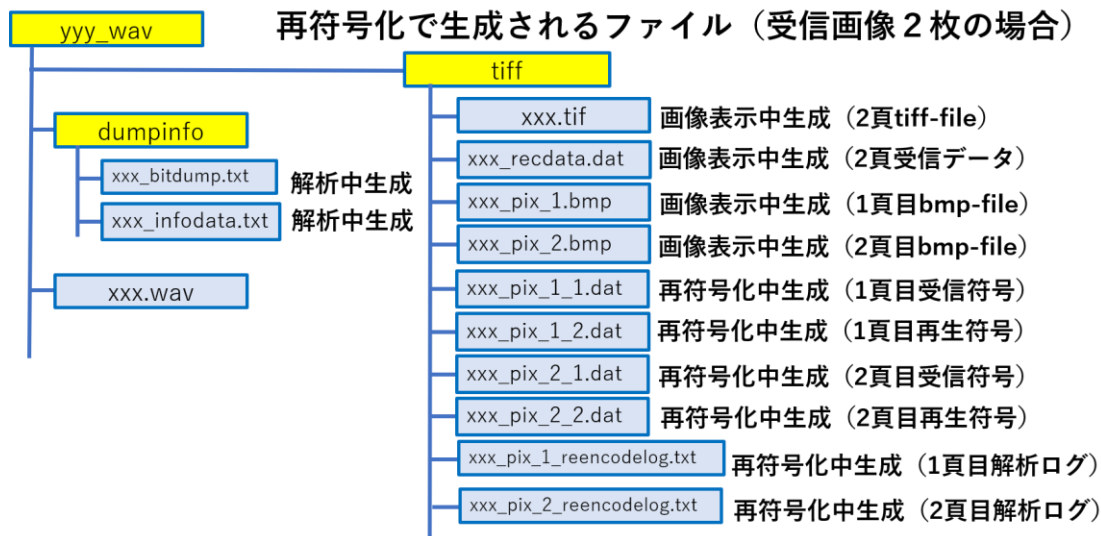 再符号化で生成されるファイル（受信画像２枚の場合）
yyy_wav
tiff
dumpinfo
xxx_bitdump.txt 解析中生成
xxx_infodata.txt 解析中生成
xxx.wav
xxx.tif 画像表示中生成（2頁tiff-file）
xxx_recdata.dat 画像表示中生成（2頁受信データ）
xxx_pix_1.bmp 画像表示中生成（1頁目bmp-file）
xxx_pix_2.bmp 画像表示中生成（2頁目bmp-file）
xxx_pix_1_1.dat 再符号化中生成（1頁目受信符号）
xxx_pix_1_2.dat 再符号化中生成（1頁目再生符号）
xxx_pix_2_1.dat 再符号化中生成（2頁目受信符号）
xxx_pix_2_2.dat 再符号化中生成（2頁目再生符号）
xxx_pix_1_reencodelog.txt 再符号化中生成（1頁目解析ログ）
xxx_pix_2_reencodelog.txt 再符号化中生成（2頁目解析ログ）